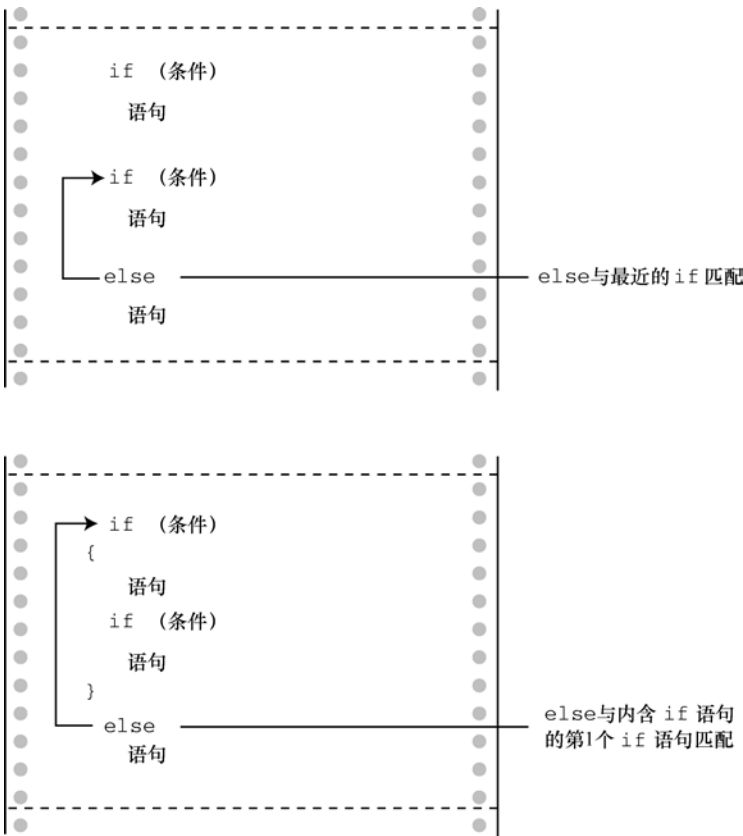 if （条件）
语句
if （条件）
语句
else
else与最近的if匹配
语句
if （条件）
{
语句
if （条件）
语句
}
else
else与内含 if 语句
的第1个 if 语句匹配
语句